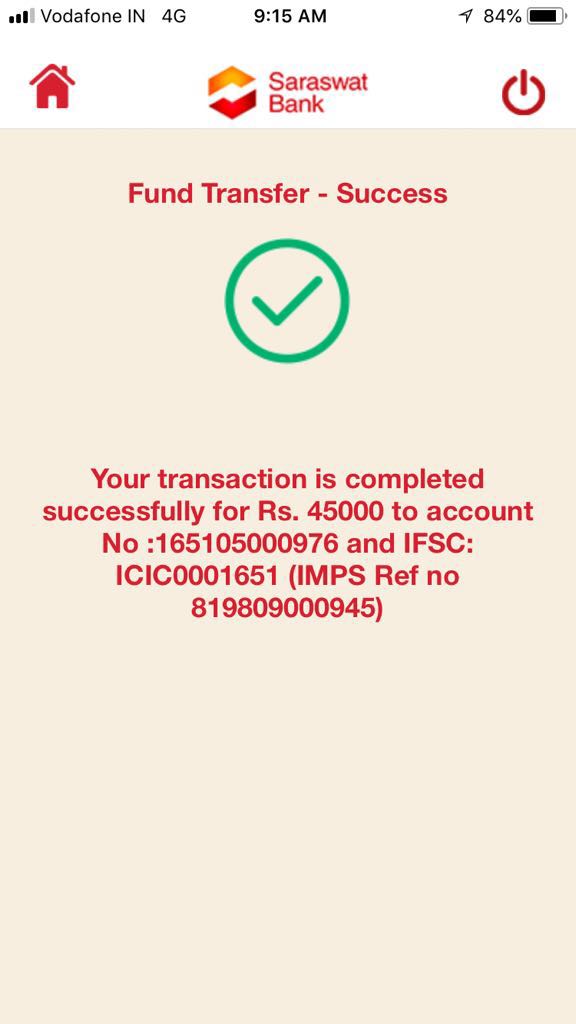 Vodafone IN 4G 9:15 AM 84%
Saraswat
Bank
Fund Transfer - Success
Your transaction is completed
successfully for Rs. 45000 to account
No :165105000976 and IFSC:
ICIC0001651 (IMPS Ref no
819809000945)